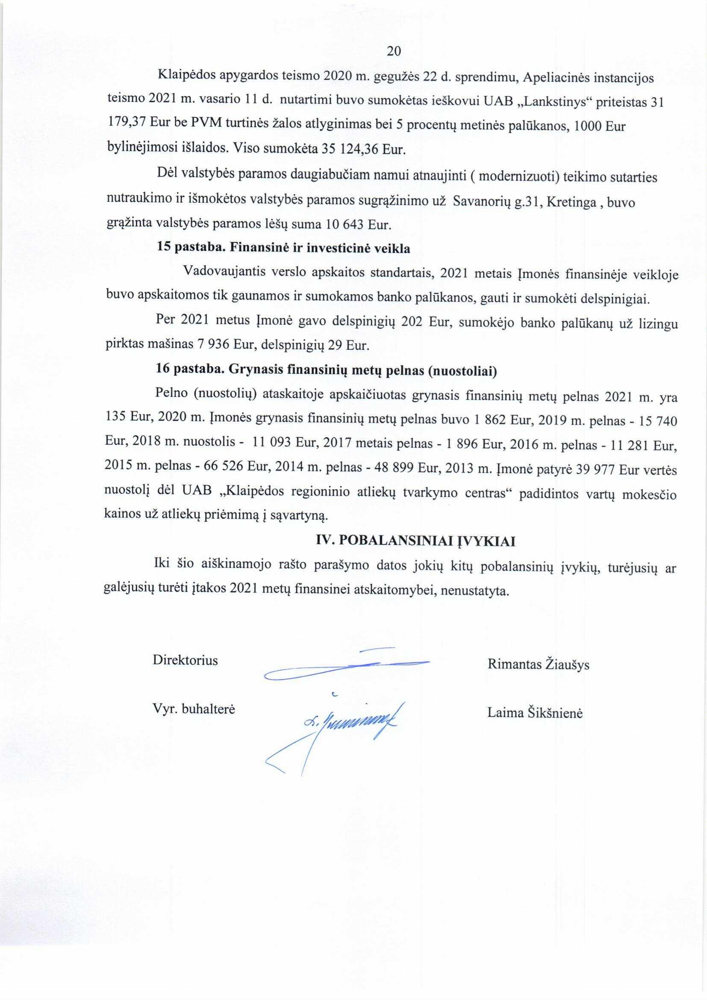 20
Klaipėdos apygardos teismo 2020 m. gegužės 22 d. sprendimu, Apeliacinės instancijos
teismo 2021 m. vasario 11 d.  nutartimi buvo sumokėtas ieškovui UAB „Lankstinys“ priteistas 31
179,37 Eur be PVM turtinės žalos atlyginimas bei 5 procentų metinės palūkanos, 1000 Eur
bylinėjimosi išlaidos. Viso sumokėta 35 124,36 Eur.
Dėl valstybės paramos daugiabučiam namui atnaujinti ( modernizuoti) teikimo sutarties
nutraukimo ir išmokėtos valstybės paramos sugrąžinimo už  Savanorių g.31, Kretinga , buvo
grąžinta valstybės paramos lėšų suma 10 643 Eur.
15 pastaba. Finansinė ir investicinė veikla
Vadovaujantis verslo apskaitos standartais, 2021 metais Įmonės finansinėje veikloje
buvo apskaitomos tik gaunamos ir sumokamos banko palūkanos, gauti ir sumokėti delspinigiai.
Per 2021 metus Įmonė gavo delspinigių 202 Eur, sumokėjo banko palūkanų už lizingu
pirktas mašinas 7 936 Eur, delspinigių 29 Eur.
16 pastaba. Grynasis finansinių metų pelnas (nuostoliai)
Pelno (nuostolių) ataskaitoje apskaičiuotas grynasis finansinių metų pelnas 2021 m. yra
135 Eur, 2020 m. Įmonės grynasis finansinių metų pelnas buvo 1 862 Eur, 2019 m. pelnas - 15 740
Eur, 2018 m. nuostolis -  11 093 Eur, 2017 metais pelnas - 1 896 Eur, 2016 m. pelnas - 11 281 Eur,
2015 m. pelnas - 66 526 Eur, 2014 m. pelnas - 48 899 Eur, 2013 m. Įmonė patyrė 39 977 Eur vertės
nuostolį dėl UAB „Klaipėdos regioninio atliekų tvarkymo centras“ padidintos vartų mokesčio
kainos už atliekų priėmimą į sąvartyną.
IV. POBALANSINIAI ĮVYKIAI
Iki šio aiškinamojo rašto parašymo datos jokių kitų pobalansinių įvykių, turėjusių ar
galėjusių turėti įtakos 2021 metų finansinei atskaitomybei, nenustatyta.
Direktorius Rimantas Žiaušys
Vyr. buhalterė Laima Šikšnienė